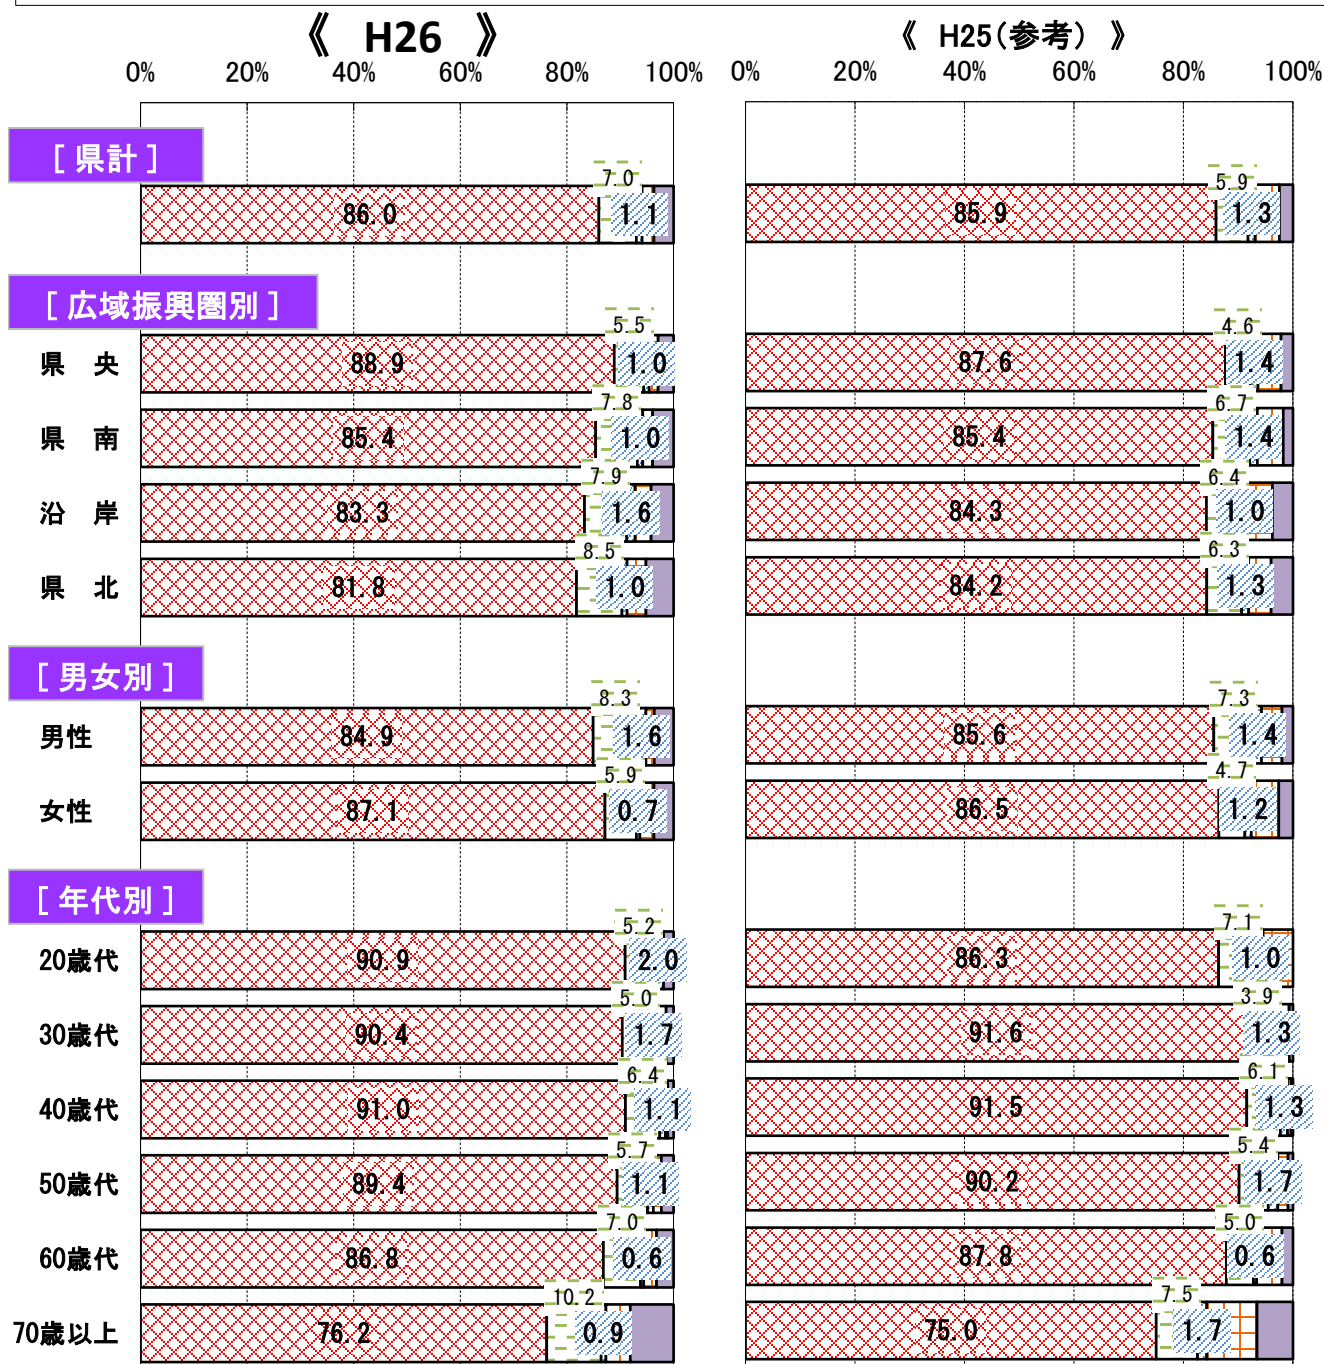 《 H26 》 《 H25(参考) 》
0% 20% 40% 60% 80% 100% 0% 20% 40% 60% 80% 100%
[ 県計 ]
7.0 5.9
86.0 1.1 85.9 1.3
[ 広域振興圏別 ]
5.5 4.6
県 央 88.9 1.0 87.6 1.4
7.8 6.7
県 南 85.4 1.0 85.4 1.4
7.9 6.4
沿 岸 83.3 1.6 84.3 1.0
8.5 6.3
県 北 81.8 1.0 84.2 1.3
[ 男女別 ]
8.3 7.3
男性 84.9 1.6 85.6 1.4
5.9 4.7
女性 87.1 0.7 86.5 1.2
[ 年代別 ]
5.2 7.1
20歳代 90.9 2.0 86.3 1.0
5.0 3.9
30歳代 90.4 1.7 91.6 1.3
6.4 6.1
40歳代 91.0 1.1 91.5 1.3
5.7 5.4
50歳代 89.4 1.1 90.2 1.7
7.0 5.0
60歳代 86.8 0.6 87.8 0.6
10.2 7.5
70歳以上 76.2 0.9 75.0 1.7